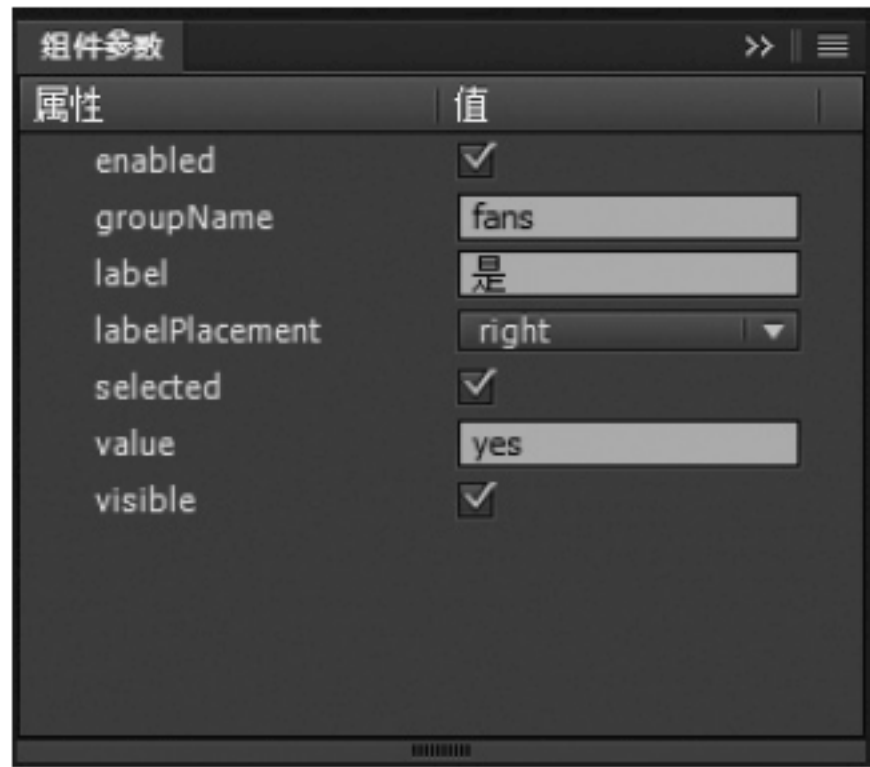 组件参数
属性 值
enabled
groupName fans
label 是
labelPlacement right
selected
value yes
visible